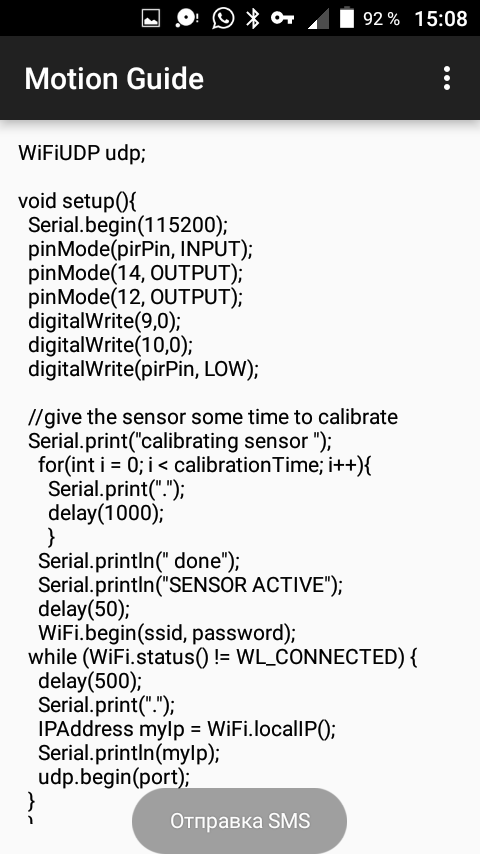 92 % 15:08
Motion Guide
WiFiUDP udp;
void setup(){
Serial.begin(115200);
pinMode(pirPin, INPUT);
pinMode(14, OUTPUT);
pinMode(12, OUTPUT);
digitalWrite(9,0);
digitalWrite(10,0);
digitalWrite(pirPin, LOW);
//give the sensor some time to calibrate
Serial.print("calibrating sensor ");
for(int i = 0; i < calibrationTime; i++){
Serial.print(".");
delay(1000);
}
Serial.println(" done");
Serial.println("SENSOR ACTIVE");
delay(50);
WiFi.begin(ssid, password);
while (WiFi.status() != WL_CONNECTED) {
delay(500);
Serial.print(".");
IPAddress myIp = WiFi.localIP();
Serial.println(myIp);
udp.begin(port);
}
}
Отправка SMS